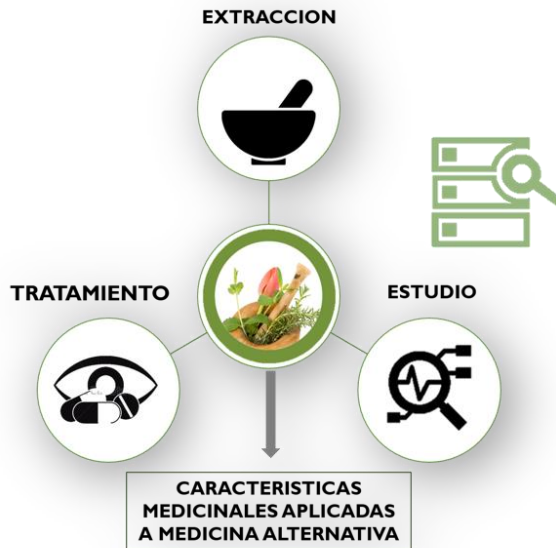 EXTRACCION
TRATAMIENTO
ESTUDIO
CARACTERISTICAS
MEDICINALES APLICADAS
A MEDICINA ALTERNATIVA